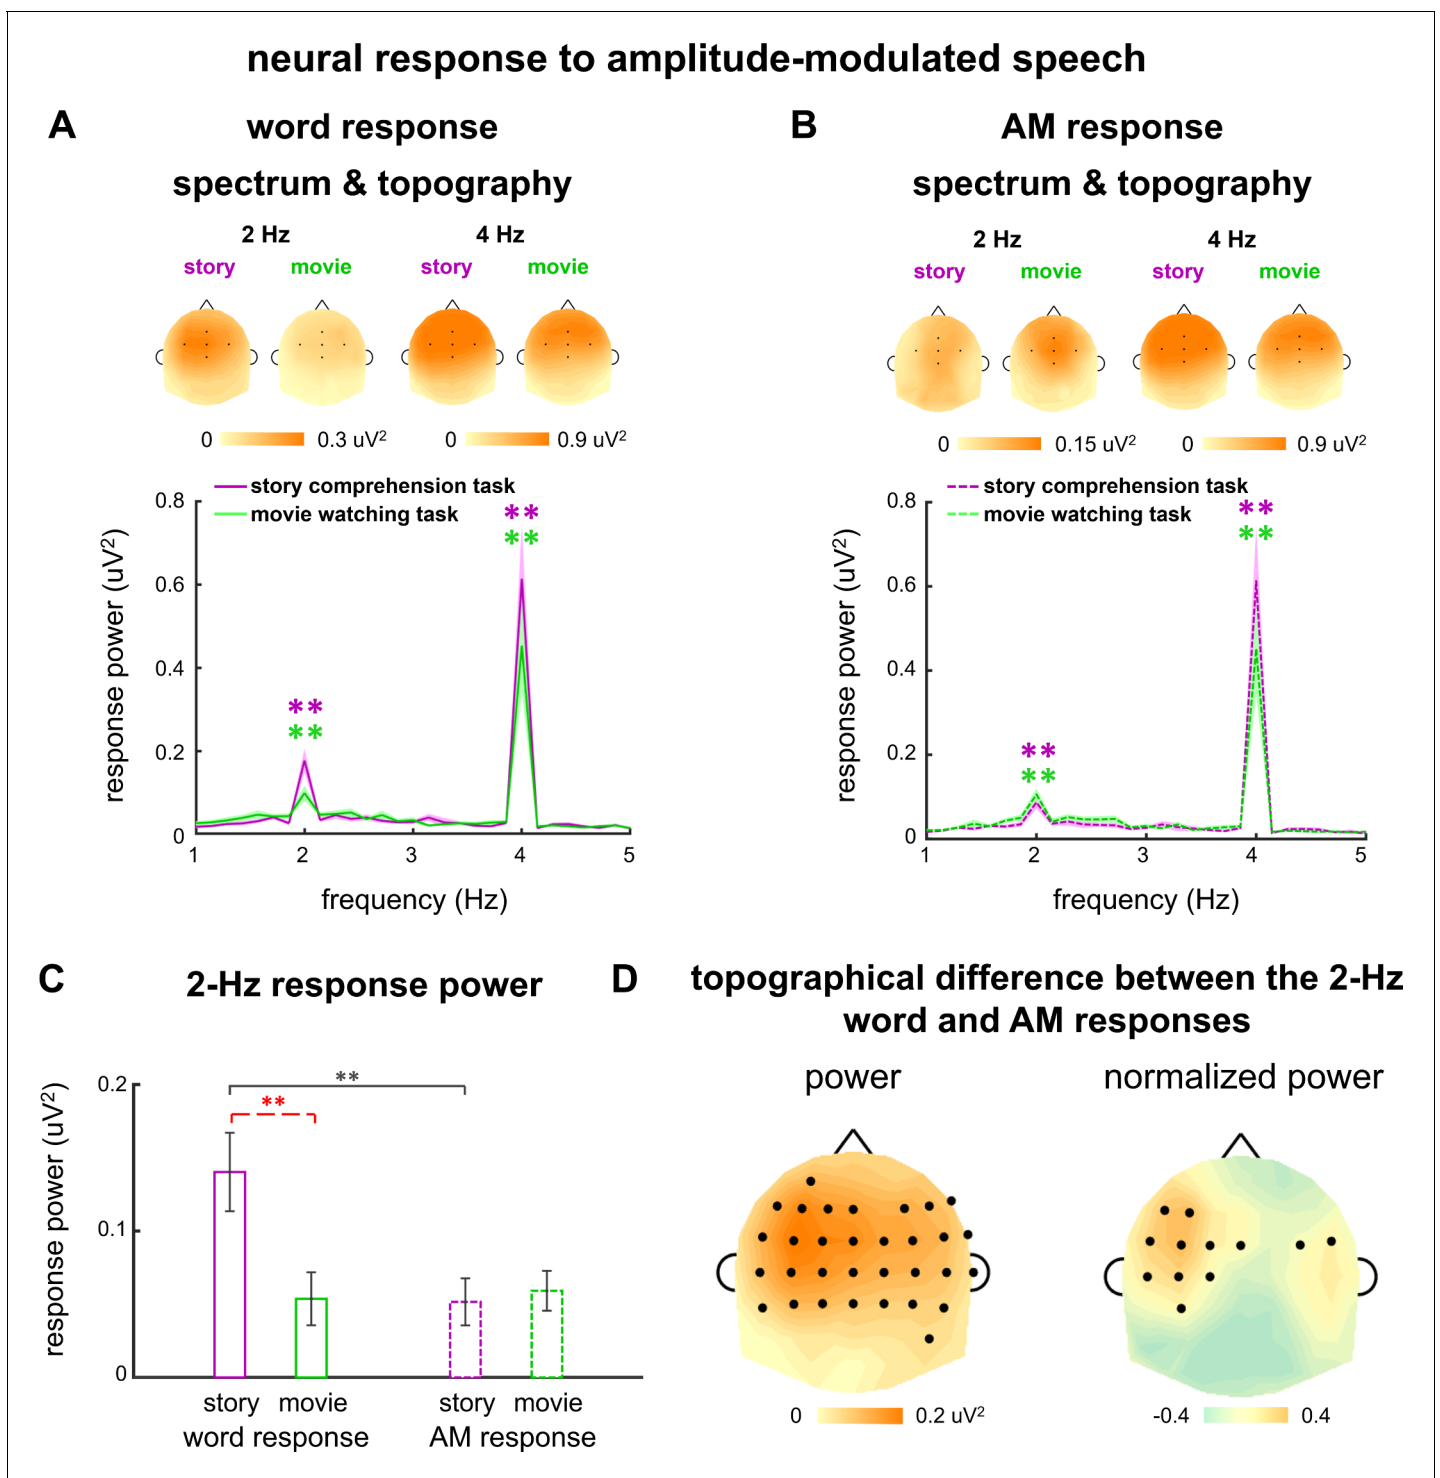 neural response to amplitude-modulated speech
A
word response
spectrum & topography
2 Hz
4 Hz
story
movie
story
movie
0
0.3 uV²
0
0.9 uV²
story comprehension task
movie watching task
**
**
**
**
0.8
0.6
0.4
0.2
0
response power (uV²)
1
2
3
4
5
frequency (Hz)
B
AM response
spectrum & topography
2 Hz
4 Hz
story
movie
story
movie
0
0.15 uV²
0
0.9 uV²
story comprehension task
movie watching task
**
**
**
**
0.8
0.6
0.4
0.2
0
response power (uV²)
1
2
3
4
5
frequency (Hz)
C
2-Hz response power
**
**
0.2
0.1
0
response power (uV²)
story
movie
story
movie
word response
AM response
D
topographical difference between the 2-Hz
word and AM responses
power
normalized power
0
0.2 uV²
-0.4
0.4